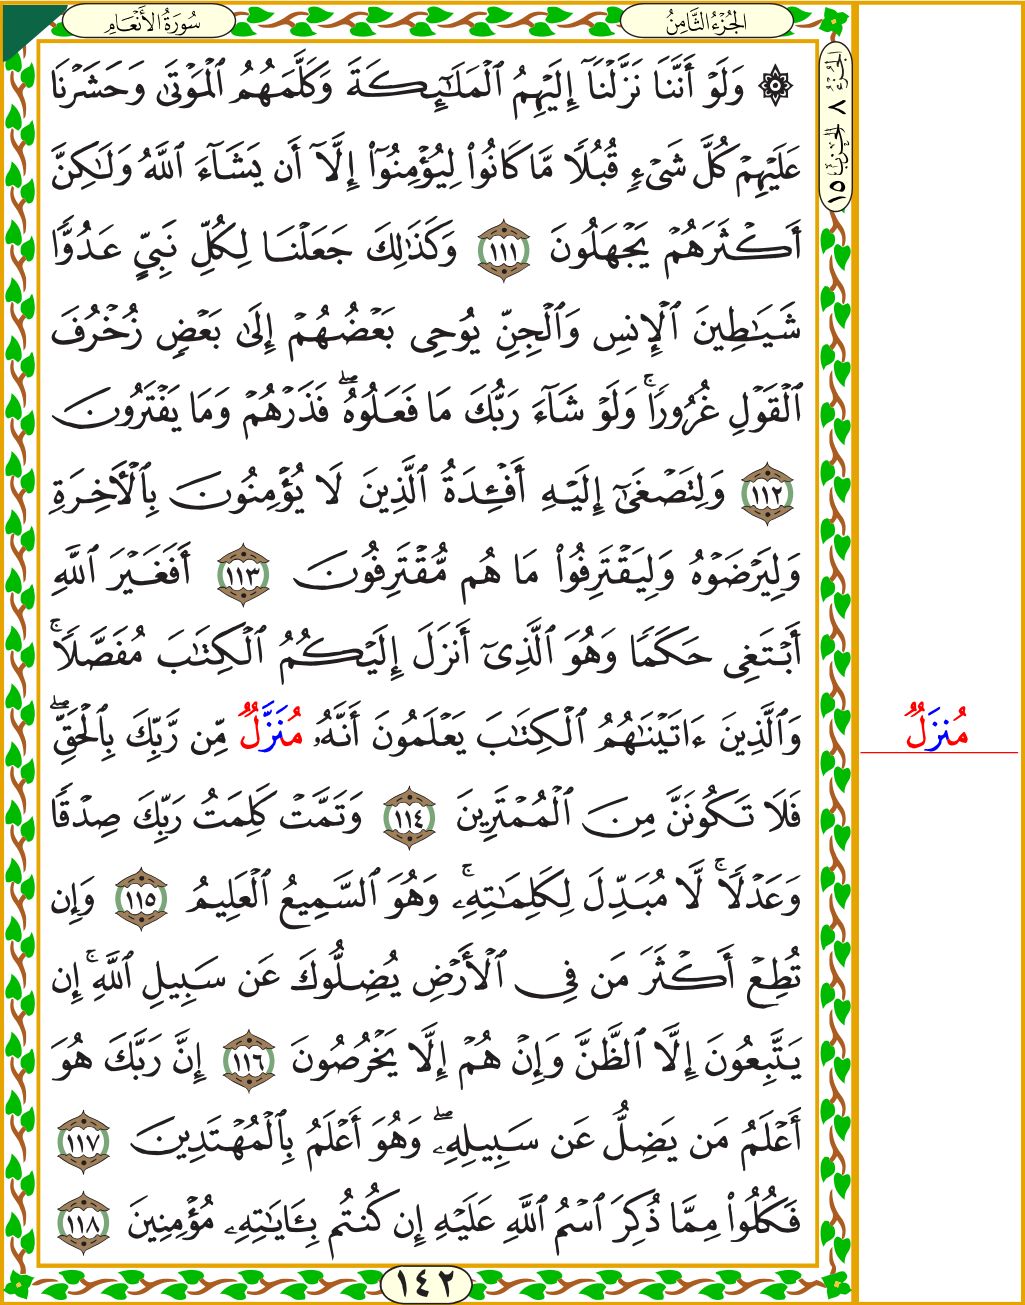 سُورَةُ الأَنْعَامِ
الجُزْءُ الثَّامِنُ
الجُزْءُ ٨ الحِزْبُ ١٥
۞ وَلَوْ أَنَّنَا نَزَّلْنَآ إِلَيْهِمُ ٱلْمَلَـٰٓئِكَةَ وَكَلَّمَهُمُ ٱلْمَوْتَىٰ وَحَشَرْنَا
عَلَيْهِمْ كُلَّ شَىْءٍ قُبُلًا مَّا كَانُوا۟ لِيُؤْمِنُوٓا۟ إِلَّآ أَن يَشَآءَ ٱللَّهُ وَلَـٰكِنَّ
أَكْثَرَهُمْ يَجْهَلُونَ ١١١ وَكَذَٰلِكَ جَعَلْنَا لِكُلِّ نَبِىٍّ عَدُوًّا
شَيَـٰطِينَ ٱلْإِنسِ وَٱلْجِنِّ يُوحِى بَعْضُهُمْ إِلَىٰ بَعْضٍ زُخْرُفَ
ٱلْقَوْلِ غُرُورًا ۚ وَلَوْ شَآءَ رَبُّكَ مَا فَعَلُوهُ ۖ فَذَرْهُمْ وَمَا يَفْتَرُونَ
١١٢ وَلِتَصْغَىٰٓ إِلَيْهِ أَفْـِٔدَةُ ٱلَّذِينَ لَا يُؤْمِنُونَ بِٱلْـَٔاخِرَةِ
وَلِيَرْضَوْهُ وَلِيَقْتَرِفُوا۟ مَا هُم مُّقْتَرِفُونَ ١١٣ أَفَغَيْرَ ٱللَّهِ
أَبْتَغِى حَكَمًا وَهُوَ ٱلَّذِىٓ أَنزَلَ إِلَيْكُمُ ٱلْكِتَـٰبَ مُفَصَّلًا ۚ
وَٱلَّذِينَ ءَاتَيْنَـٰهُمُ ٱلْكِتَـٰبَ يَعْلَمُونَ أَنَّهُۥ مُنَزَّلٌ مِّن رَّبِّكَ بِٱلْحَقِّ ۖ
مُنزَلٌ
فَلَا تَكُونَنَّ مِنَ ٱلْمُمْتَرِينَ ١١٤ وَتَمَّتْ كَلِمَتُ رَبِّكَ صِدْقًا
وَعَدْلًا ۚ لَّا مُبَدِّلَ لِكَلِمَـٰتِهِۦ ۚ وَهُوَ ٱلسَّمِيعُ ٱلْعَلِيمُ ١١٥ وَإِن
تُطِعْ أَكْثَرَ مَن فِى ٱلْأَرْضِ يُضِلُّوكَ عَن سَبِيلِ ٱللَّهِ ۚ إِن
يَتَّبِعُونَ إِلَّا ٱلظَّنَّ وَإِنْ هُمْ إِلَّا يَخْرُصُونَ ١١٦ إِنَّ رَبَّكَ هُوَ
أَعْلَمُ مَن يَضِلُّ عَن سَبِيلِهِۦ ۖ وَهُوَ أَعْلَمُ بِٱلْمُهْتَدِينَ ١١٧
فَكُلُوا۟ مِمَّا ذُكِرَ ٱسْمُ ٱللَّهِ عَلَيْهِ إِن كُنتُم بِـَٔايَـٰتِهِۦ مُؤْمِنِينَ ١١٨
١٤٢